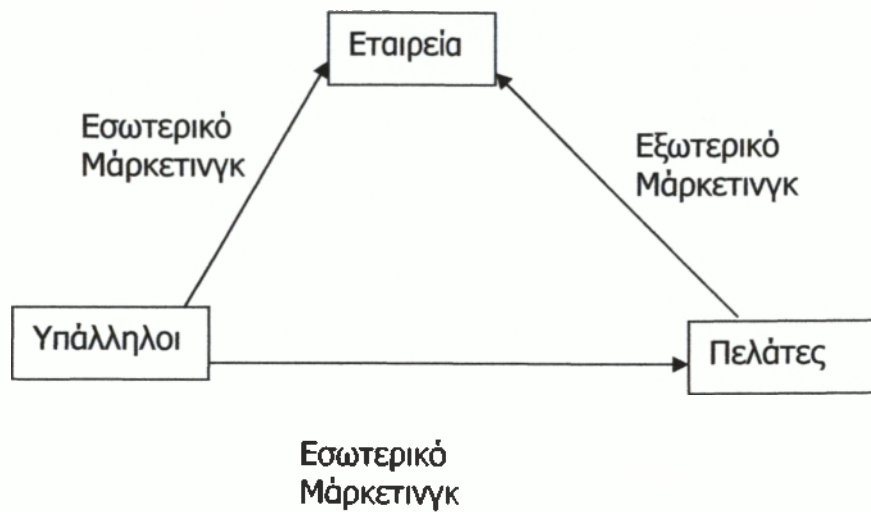 Εταιρεία
Εσωτερικό
Μάρκετινγκ
Εξωτερικό
Μάρκετινγκ
Υπάλληλοι
Πελάτες
Εσωτερικό
Μάρκετινγκ